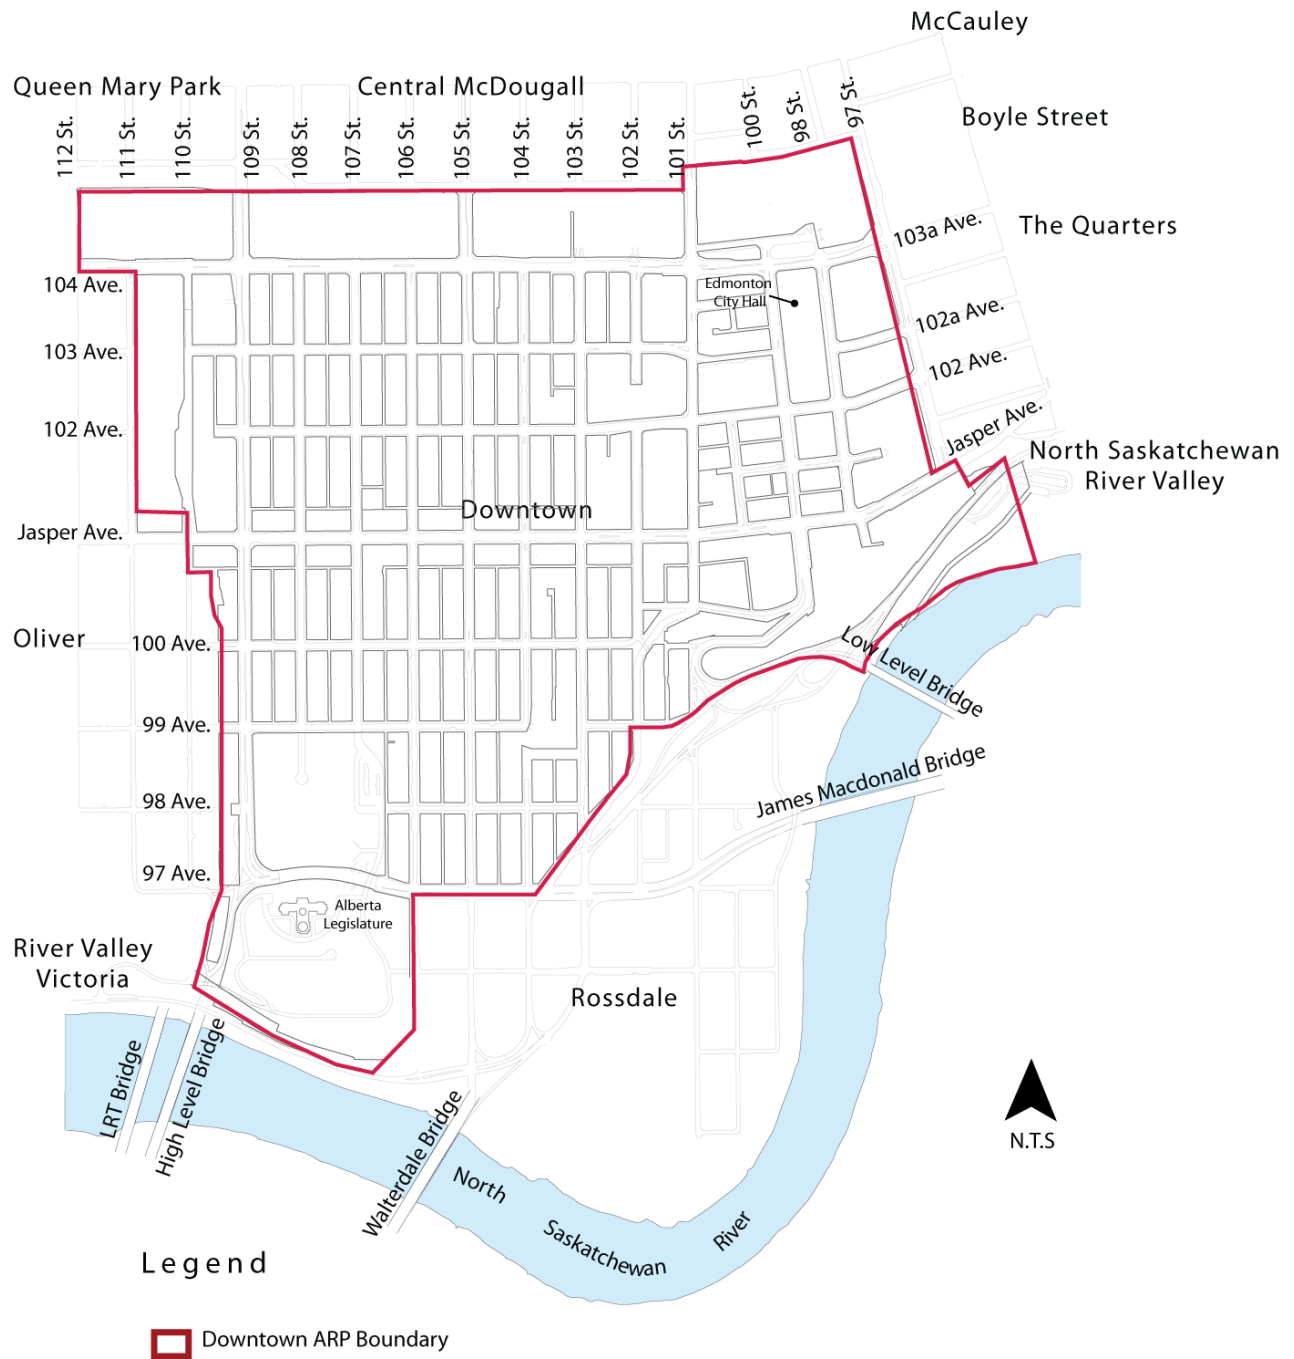 McCauley
Queen Mary Park
Central McDougall
Boyle Street
112 St.
111 St.
110 St.
109 St.
108 St.
107 St.
106 St.
105 St.
104 St.
103 St.
102 St.
101 St.
100 St.
98 St.
97 St.
103a Ave.
The Quarters
104 Ave.
Edmonton
City Hall
102a Ave.
103 Ave.
102 Ave.
102 Ave.
Jasper Ave.
North Saskatchewan
River Valley
Downtown
Jasper Ave.
Oliver
100 Ave.
Low Level Bridge
99 Ave.
James Macdonald Bridge
98 Ave.
97 Ave.
Alberta
Legislature
River Valley
Victoria
Rossdale
LRT Bridge
High Level Bridge
Walterdale Bridge
N.T.S
North
Saskatchewan
River
Legend
Downtown ARP Boundary